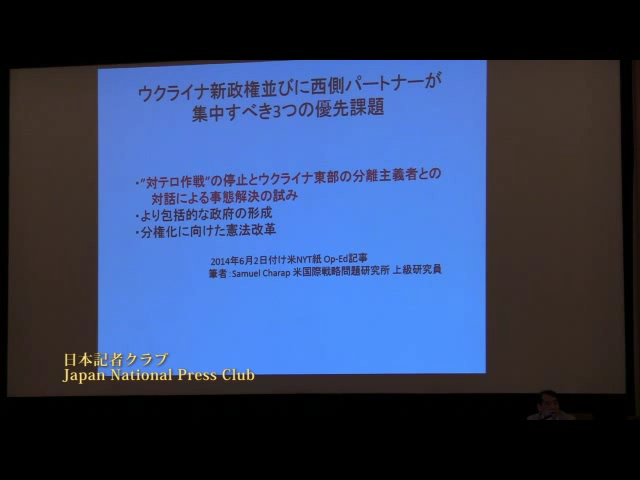 ウクライナ新政権並びに西側パートナーが
集中すべき3つの優先課題
・”対テロ作戦“の停止とウクライナ東部の分離主義者との
対話による事態解決の試み
・より包括的な政府の形成
・分権化に向けた憲法改革
2014年6月2日付け米NYT紙 Op-Ed記事
筆者：Samuel Charap 米国際戦略問題研究所 上級研究員
日本記者クラブ
Japan National Press Club